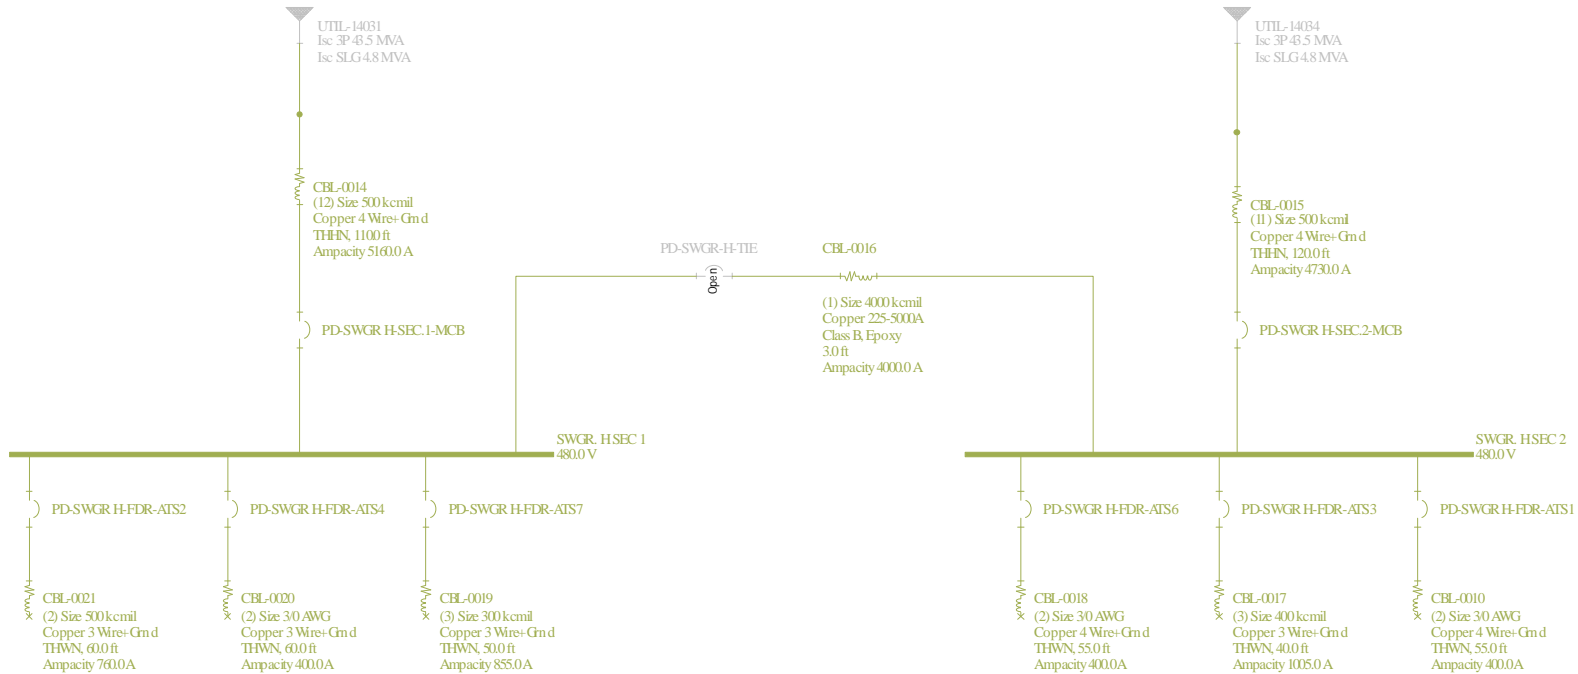 UTIL-14031
Isc 3P 43.5 MVA
Isc SLG 4.8 MVA
UTIL-14034
Isc 3P 43.5 MVA
Isc SLG 4.8 MVA
CBL-0014
(12) Size 500 kcmil
Copper 4 Wire+Grnd
THHN, 110.0 ft
Ampacity 5160.0 A
CBL-0015
(11) Size 500 kcmil
Copper 4 Wire+Grnd
THHN, 120.0 ft
Ampacity 4730.0 A
PD-SWGR-H-TIE
Open
CBL-0016
(1) Size 4000 kcmil
Copper 225-5000A
Class B, Epoxy
3.0 ft
Ampacity 4000.0 A
PD-SWGR H-SEC.1-MCB
PD-SWGR H-SEC.2-MCB
SWGR. H SEC 1
480.0 V
SWGR. H SEC 2
480.0 V
PD-SWGR H-FDR-ATS2
PD-SWGR H-FDR-ATS4
PD-SWGR H-FDR-ATS7
PD-SWGR H-FDR-ATS6
PD-SWGR H-FDR-ATS3
PD-SWGR H-FDR-ATS1
CBL-0021
(2) Size 500 kcmil
Copper 3 Wire+Grnd
THWN, 60.0 ft
Ampacity 760.0 A
CBL-0020
(2) Size 3/0 AWG
Copper 3 Wire+Grnd
THWN, 60.0 ft
Ampacity 400.0 A
CBL-0019
(3) Size 300 kcmil
Copper 3 Wire+Grnd
THWN, 50.0 ft
Ampacity 855.0 A
CBL-0018
(2) Size 3/0 AWG
Copper 4 Wire+Grnd
THWN, 55.0 ft
Ampacity 400.0 A
CBL-0017
(3) Size 400 kcmil
Copper 3 Wire+Grnd
THWN, 40.0 ft
Ampacity 1005.0 A
CBL-0010
(2) Size 3/0 AWG
Copper 4 Wire+Grnd
THWN, 55.0 ft
Ampacity 400.0 A